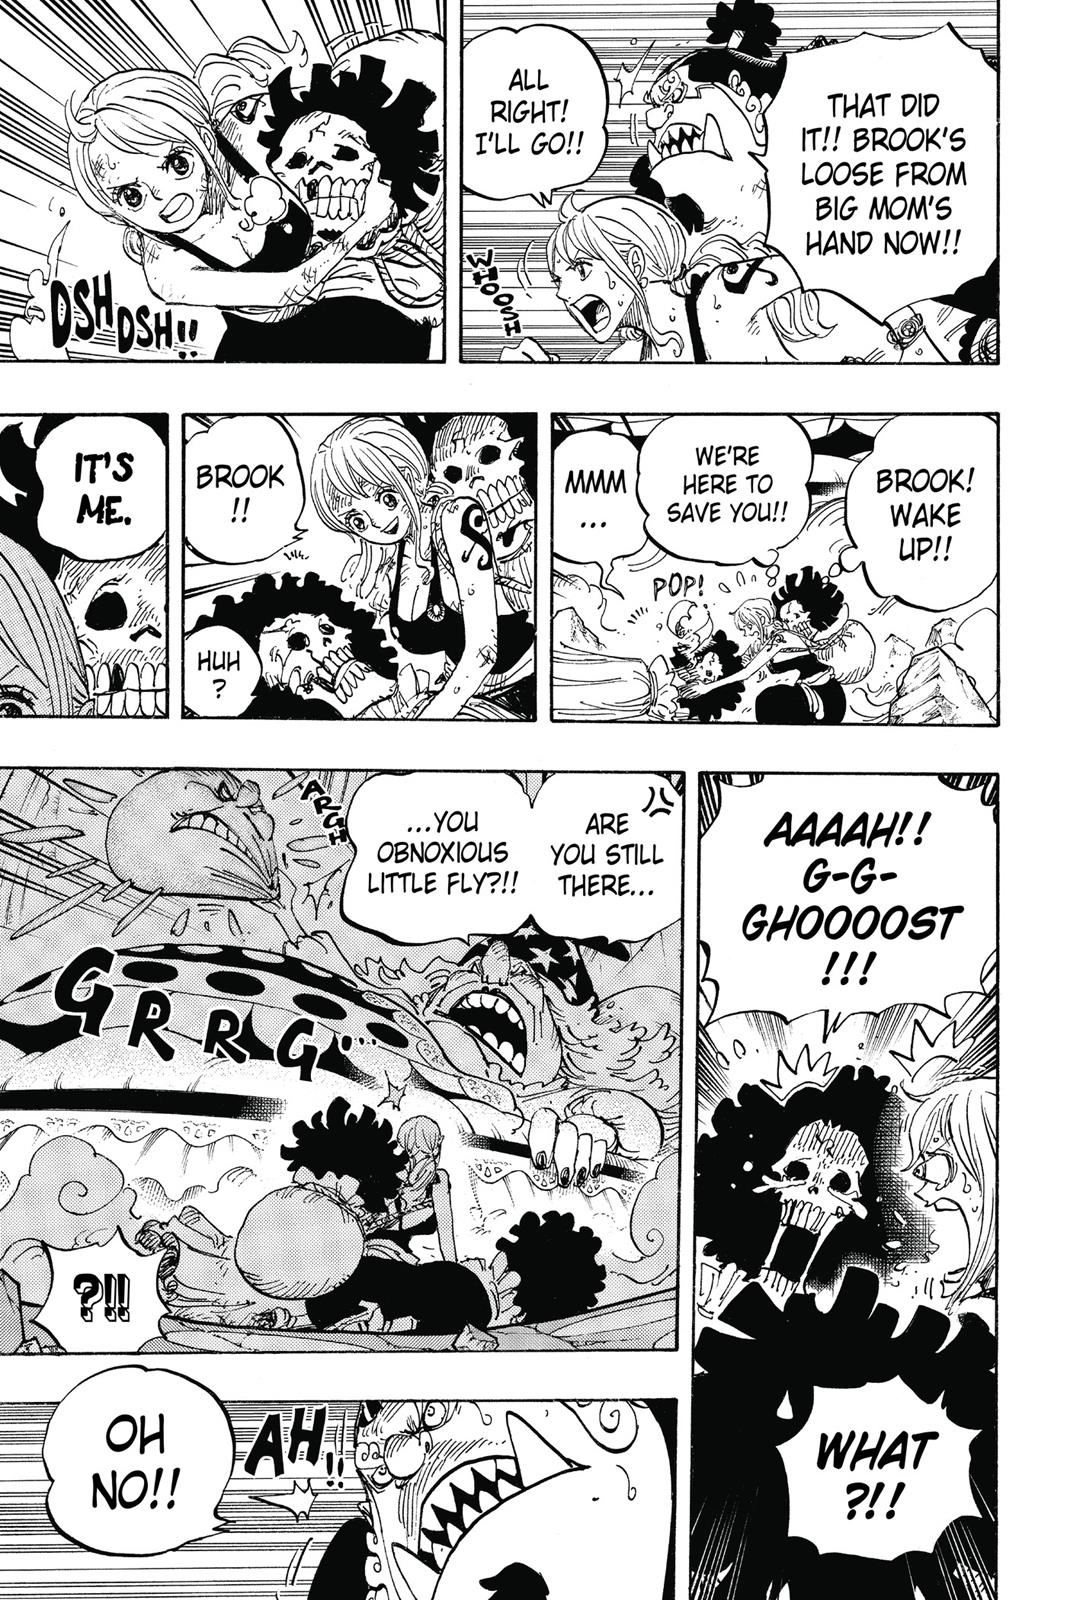 THAT DID
IT!! BROOK'S
LOOSE FROM
BIG MOM'S
HAND NOW!!
ALL
RIGHT!
I'LL GO!!
WHOOSH
DSH
DSH!!
BROOK!
WAKE
UP!!
WE'RE
HERE TO
SAVE YOU!!
POP!
MMM
...
BROOK
!!
HUH
?
IT'S
ME.
AAAAH!!
G-G-
GHOOOOST
!!!
WHAT
?!!
ARE
YOU STILL
THERE...
...YOU
OBNOXIOUS
LITTLE FLY?!!
ARGH
GRRG...
?!!
AH!!
OH
NO!!